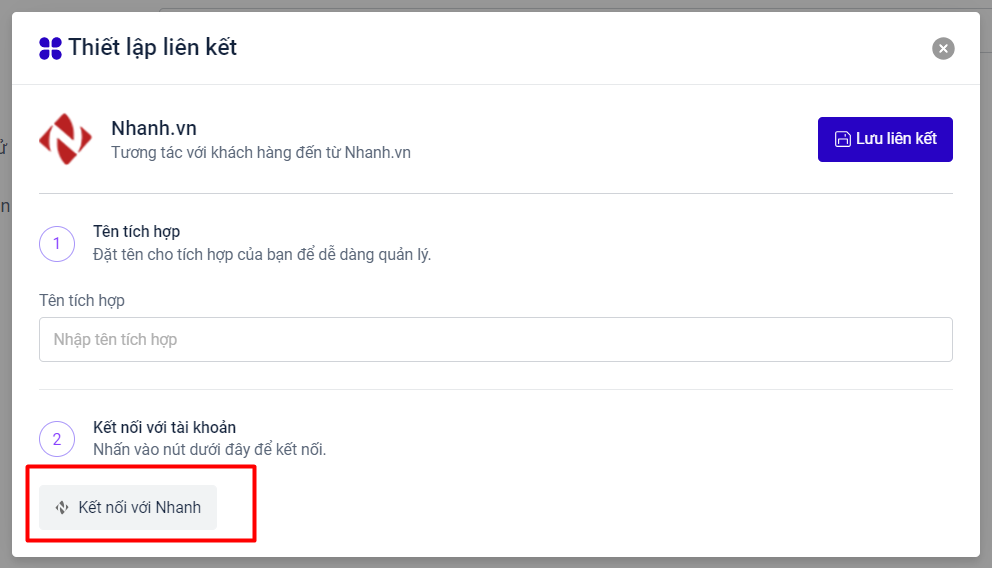 Thiết lập liên kết
Nhanh.vn
Tương tác với khách hàng đến từ Nhanh.vn
Lưu liên kết
1
Tên tích hợp
Đặt tên cho tích hợp của bạn để dễ dàng quản lý.
Tên tích hợp
Nhập tên tích hợp
2
Kết nối với tài khoản
Nhấn vào nút dưới đây để kết nối.
Kết nối với Nhanh